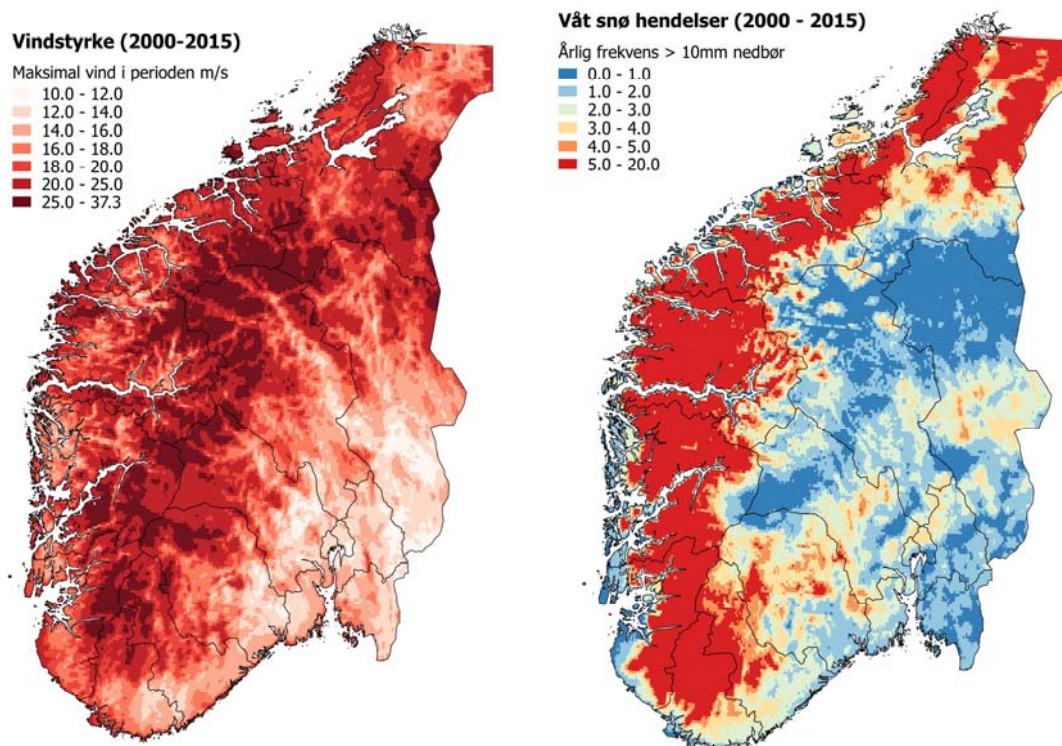 Vindstyrke (2000-2015)
Maksimal vind i perioden m/s
10.0 - 12.0
12.0 - 14.0
14.0 - 16.0
16.0 - 18.0
18.0 - 20.0
20.0 - 25.0
25.0 - 37.3
Våt snø hendelser (2000 - 2015)
Årlig frekvens > 10mm nedbør
0.0 - 1.0
1.0 - 2.0
2.0 - 3.0
3.0 - 4.0
4.0 - 5.0
5.0 - 20.0